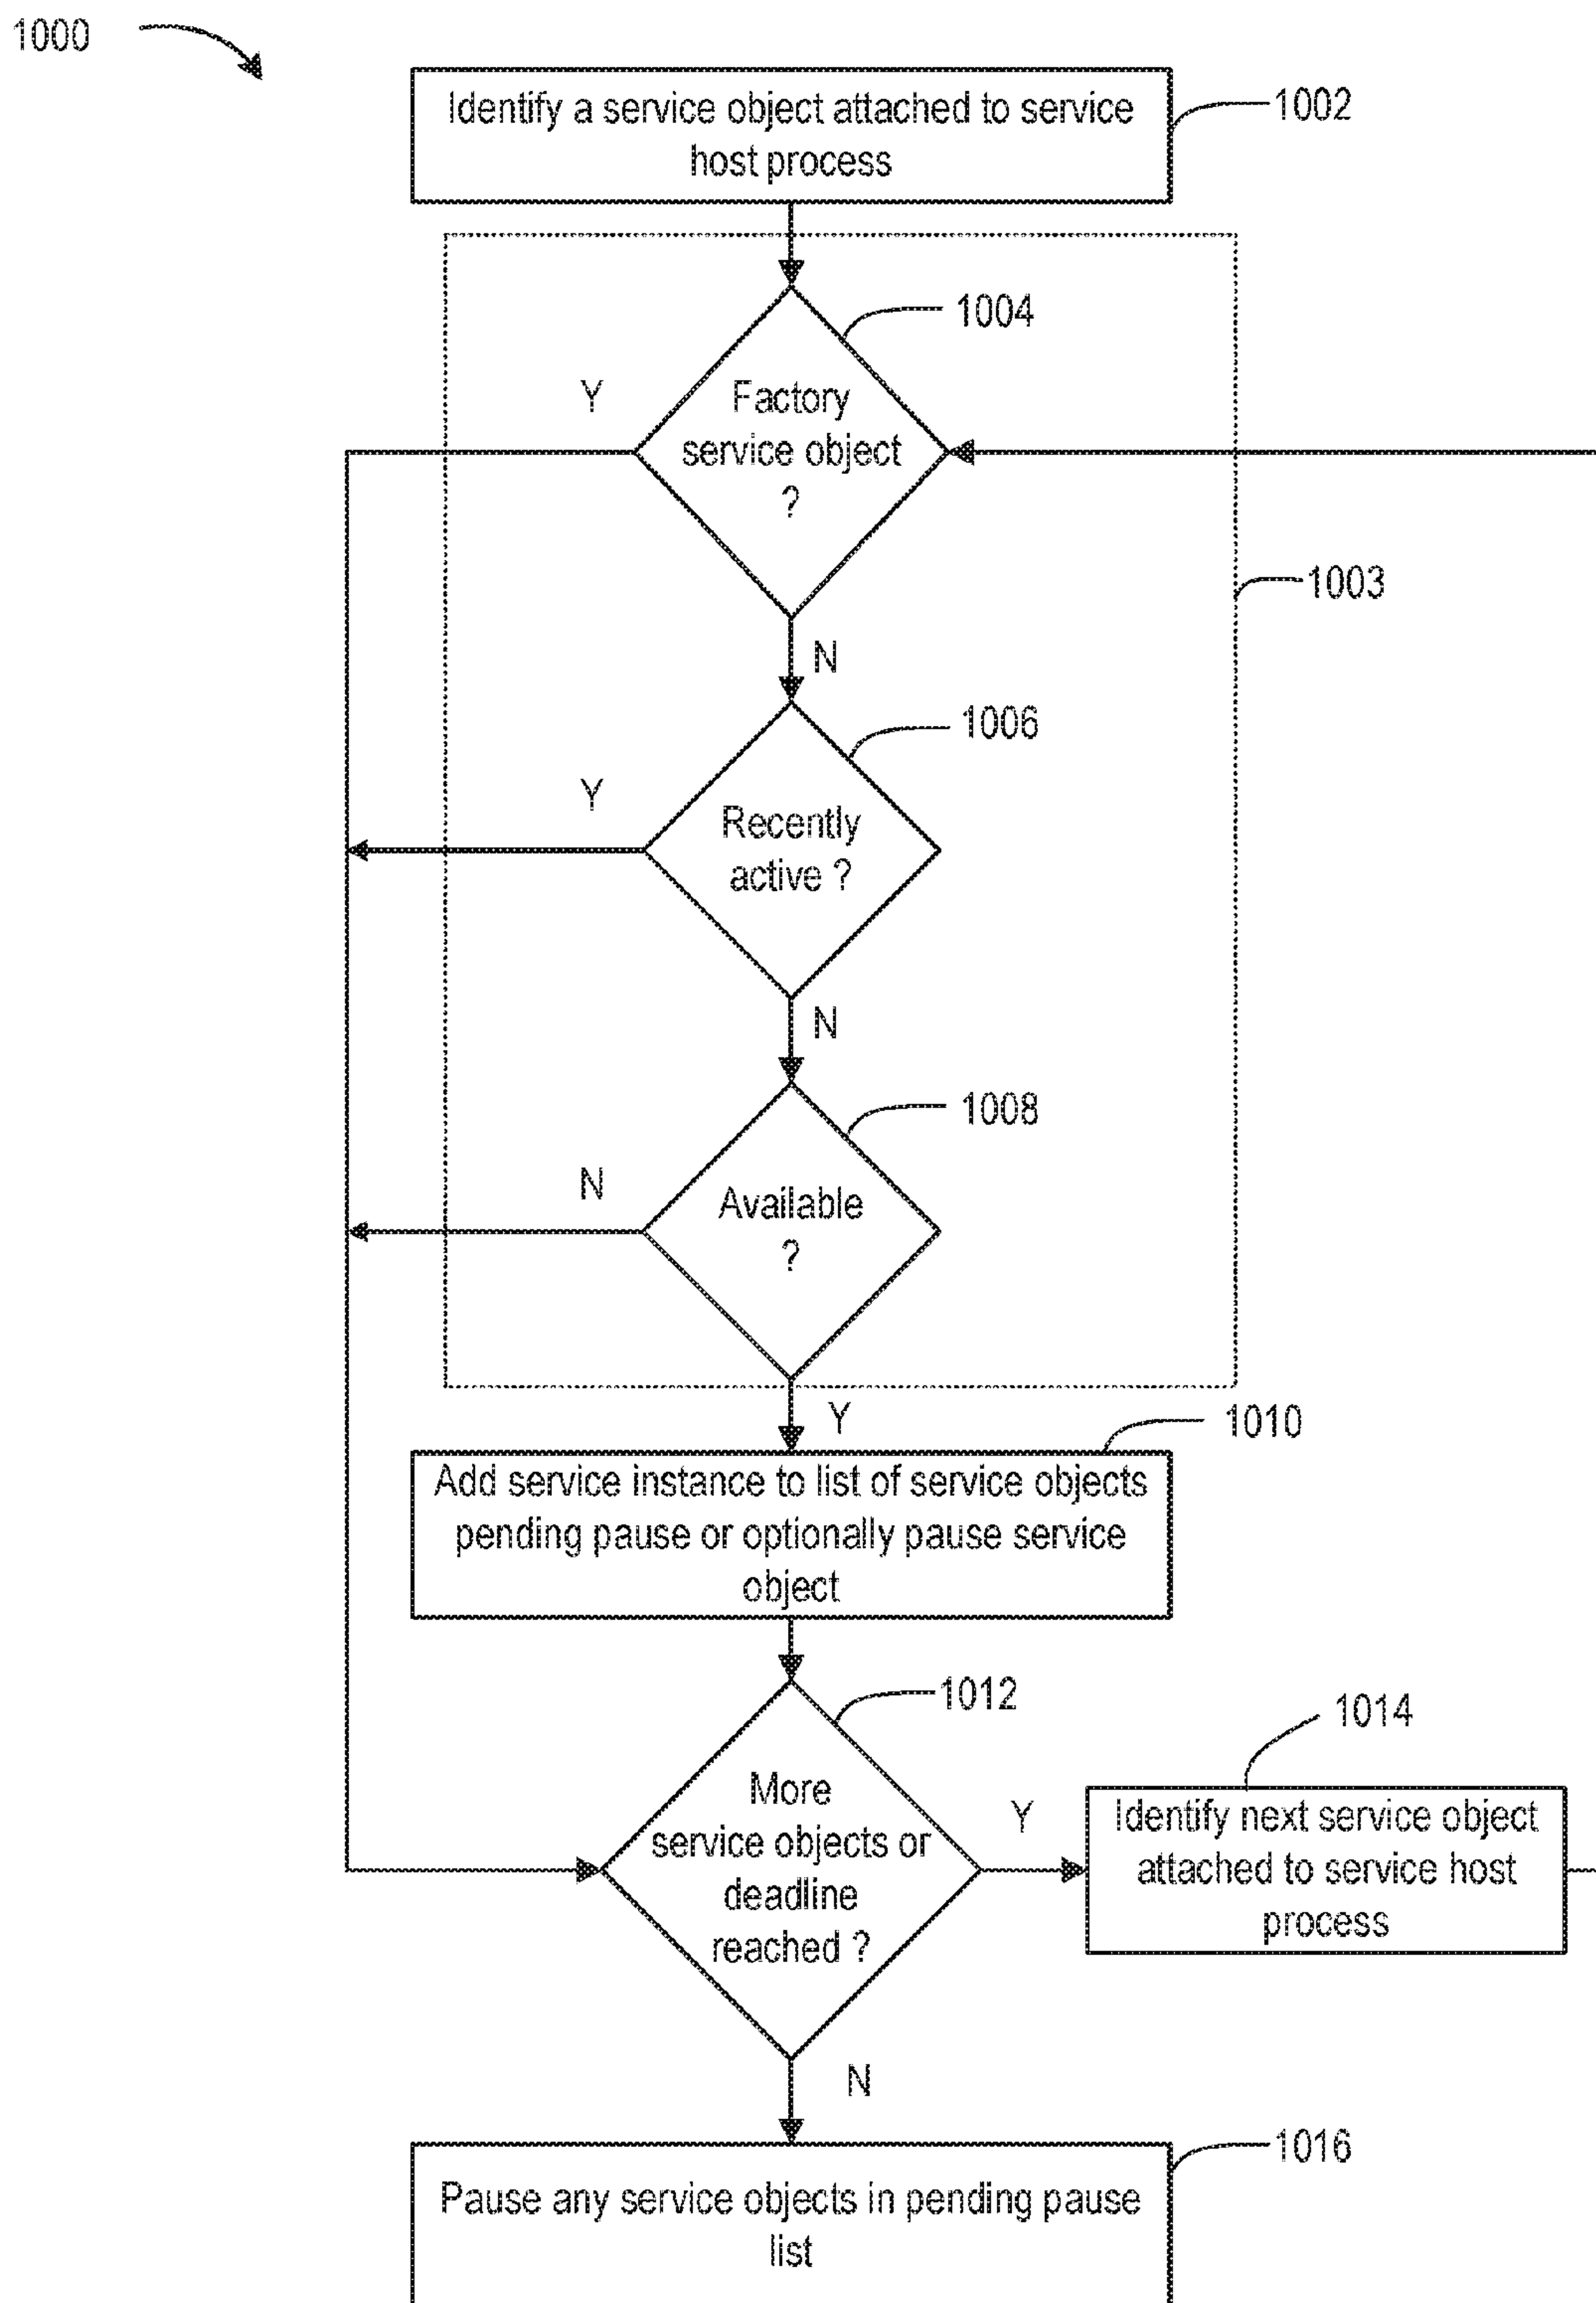 1000
Identify a service object attached to service
host process
1002
1004
Y
Factory
service object
?
1003
N
1006
Y
Recently
active ?
N
1008
N
Available
?
Y
1010
Add service instance to list of service objects
pending pause or optionally pause service
object
1012
1014
More
service objects or
deadline
reached ?
Y
Identify next service object
attached to service host
process
N
1016
Pause any service objects in pending pause
list